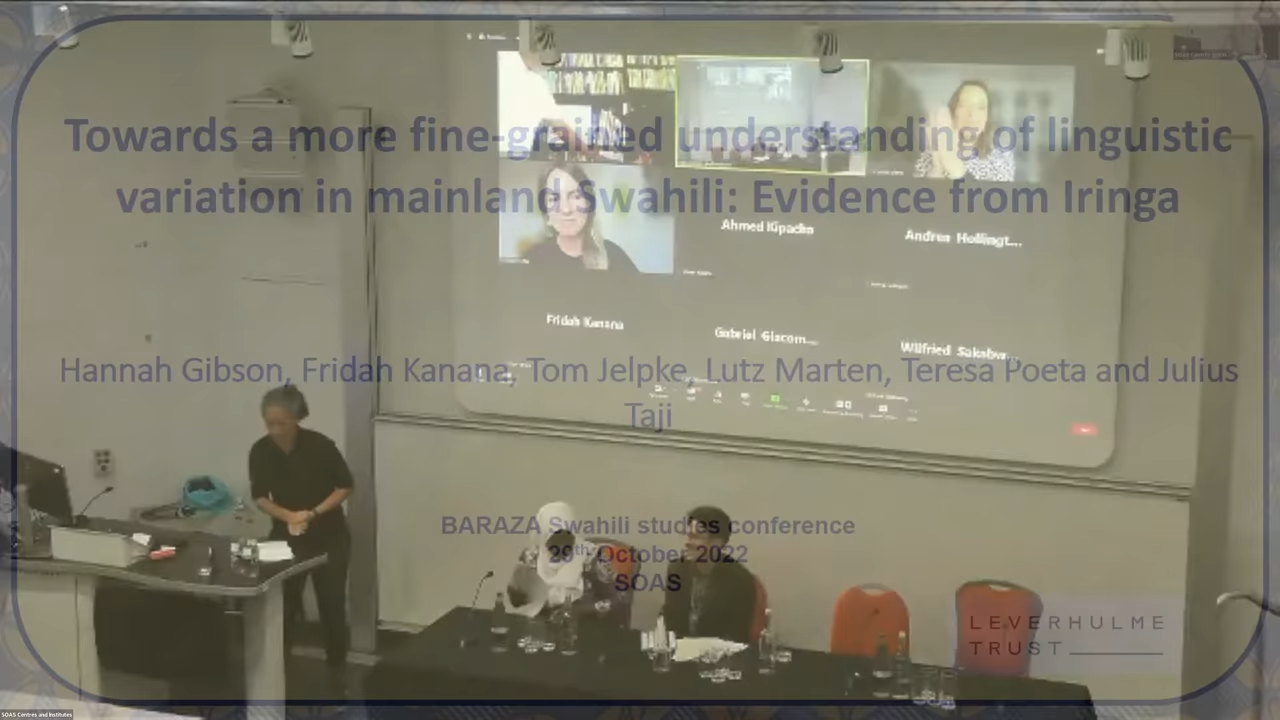 Towards a more fine-grained understanding of linguistic
variation in mainland Swahili: Evidence from Iringa
Ahmed Kipacha
Andrea Hollingt...
Fridah Kanana
Gabriel Giacom...
Wilfried
Hannah Gibson, Fridah Kanana, Tom Jelpke, Lutz Marten, Teresa Poeta and Julius
Taji
BARAZA Swahili studies conference
29th October 2022
SOAS
LEVERHULME
TRUST
SOAS Centres and Institutes